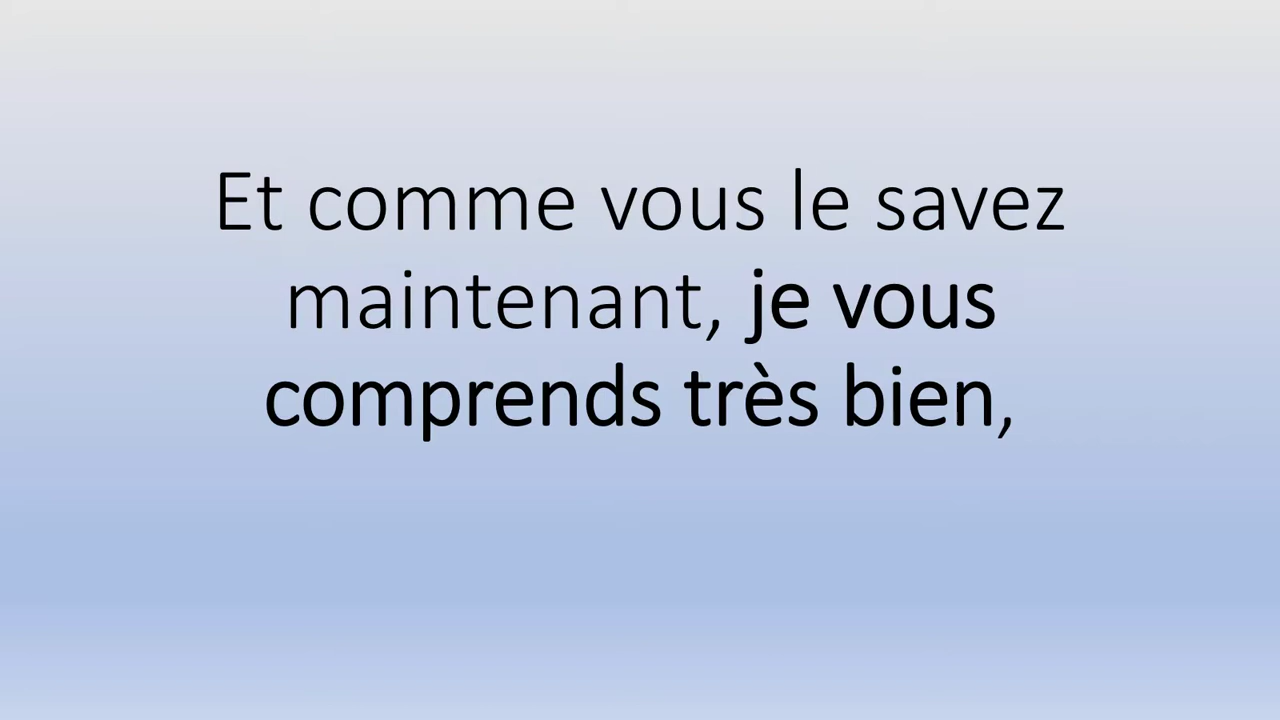 Et comme vous le savez
maintenant, je vous
comprends très bien,